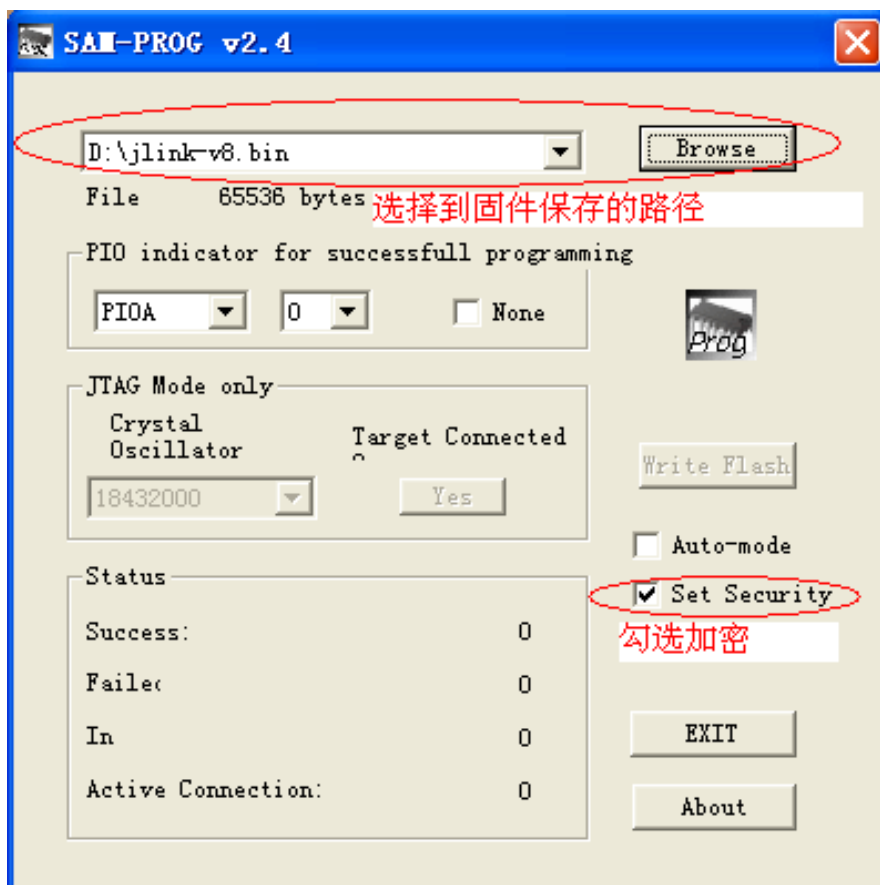 SAM-PROG v2.4
D:\jlink-v8.bin
Browse
File 65536 bytes
选择到固件保存的路径
PIO indicator for successfull programming
PIOA 0 None
Prog
JTAG Mode only
Crystal
Oscillator
Target Connected
18432000 Yes
Write Flash
Auto-mode
Set Security
勾选加密
Status
Success: 0
Failed 0
In 0
Active Connection: 0
EXIT
About